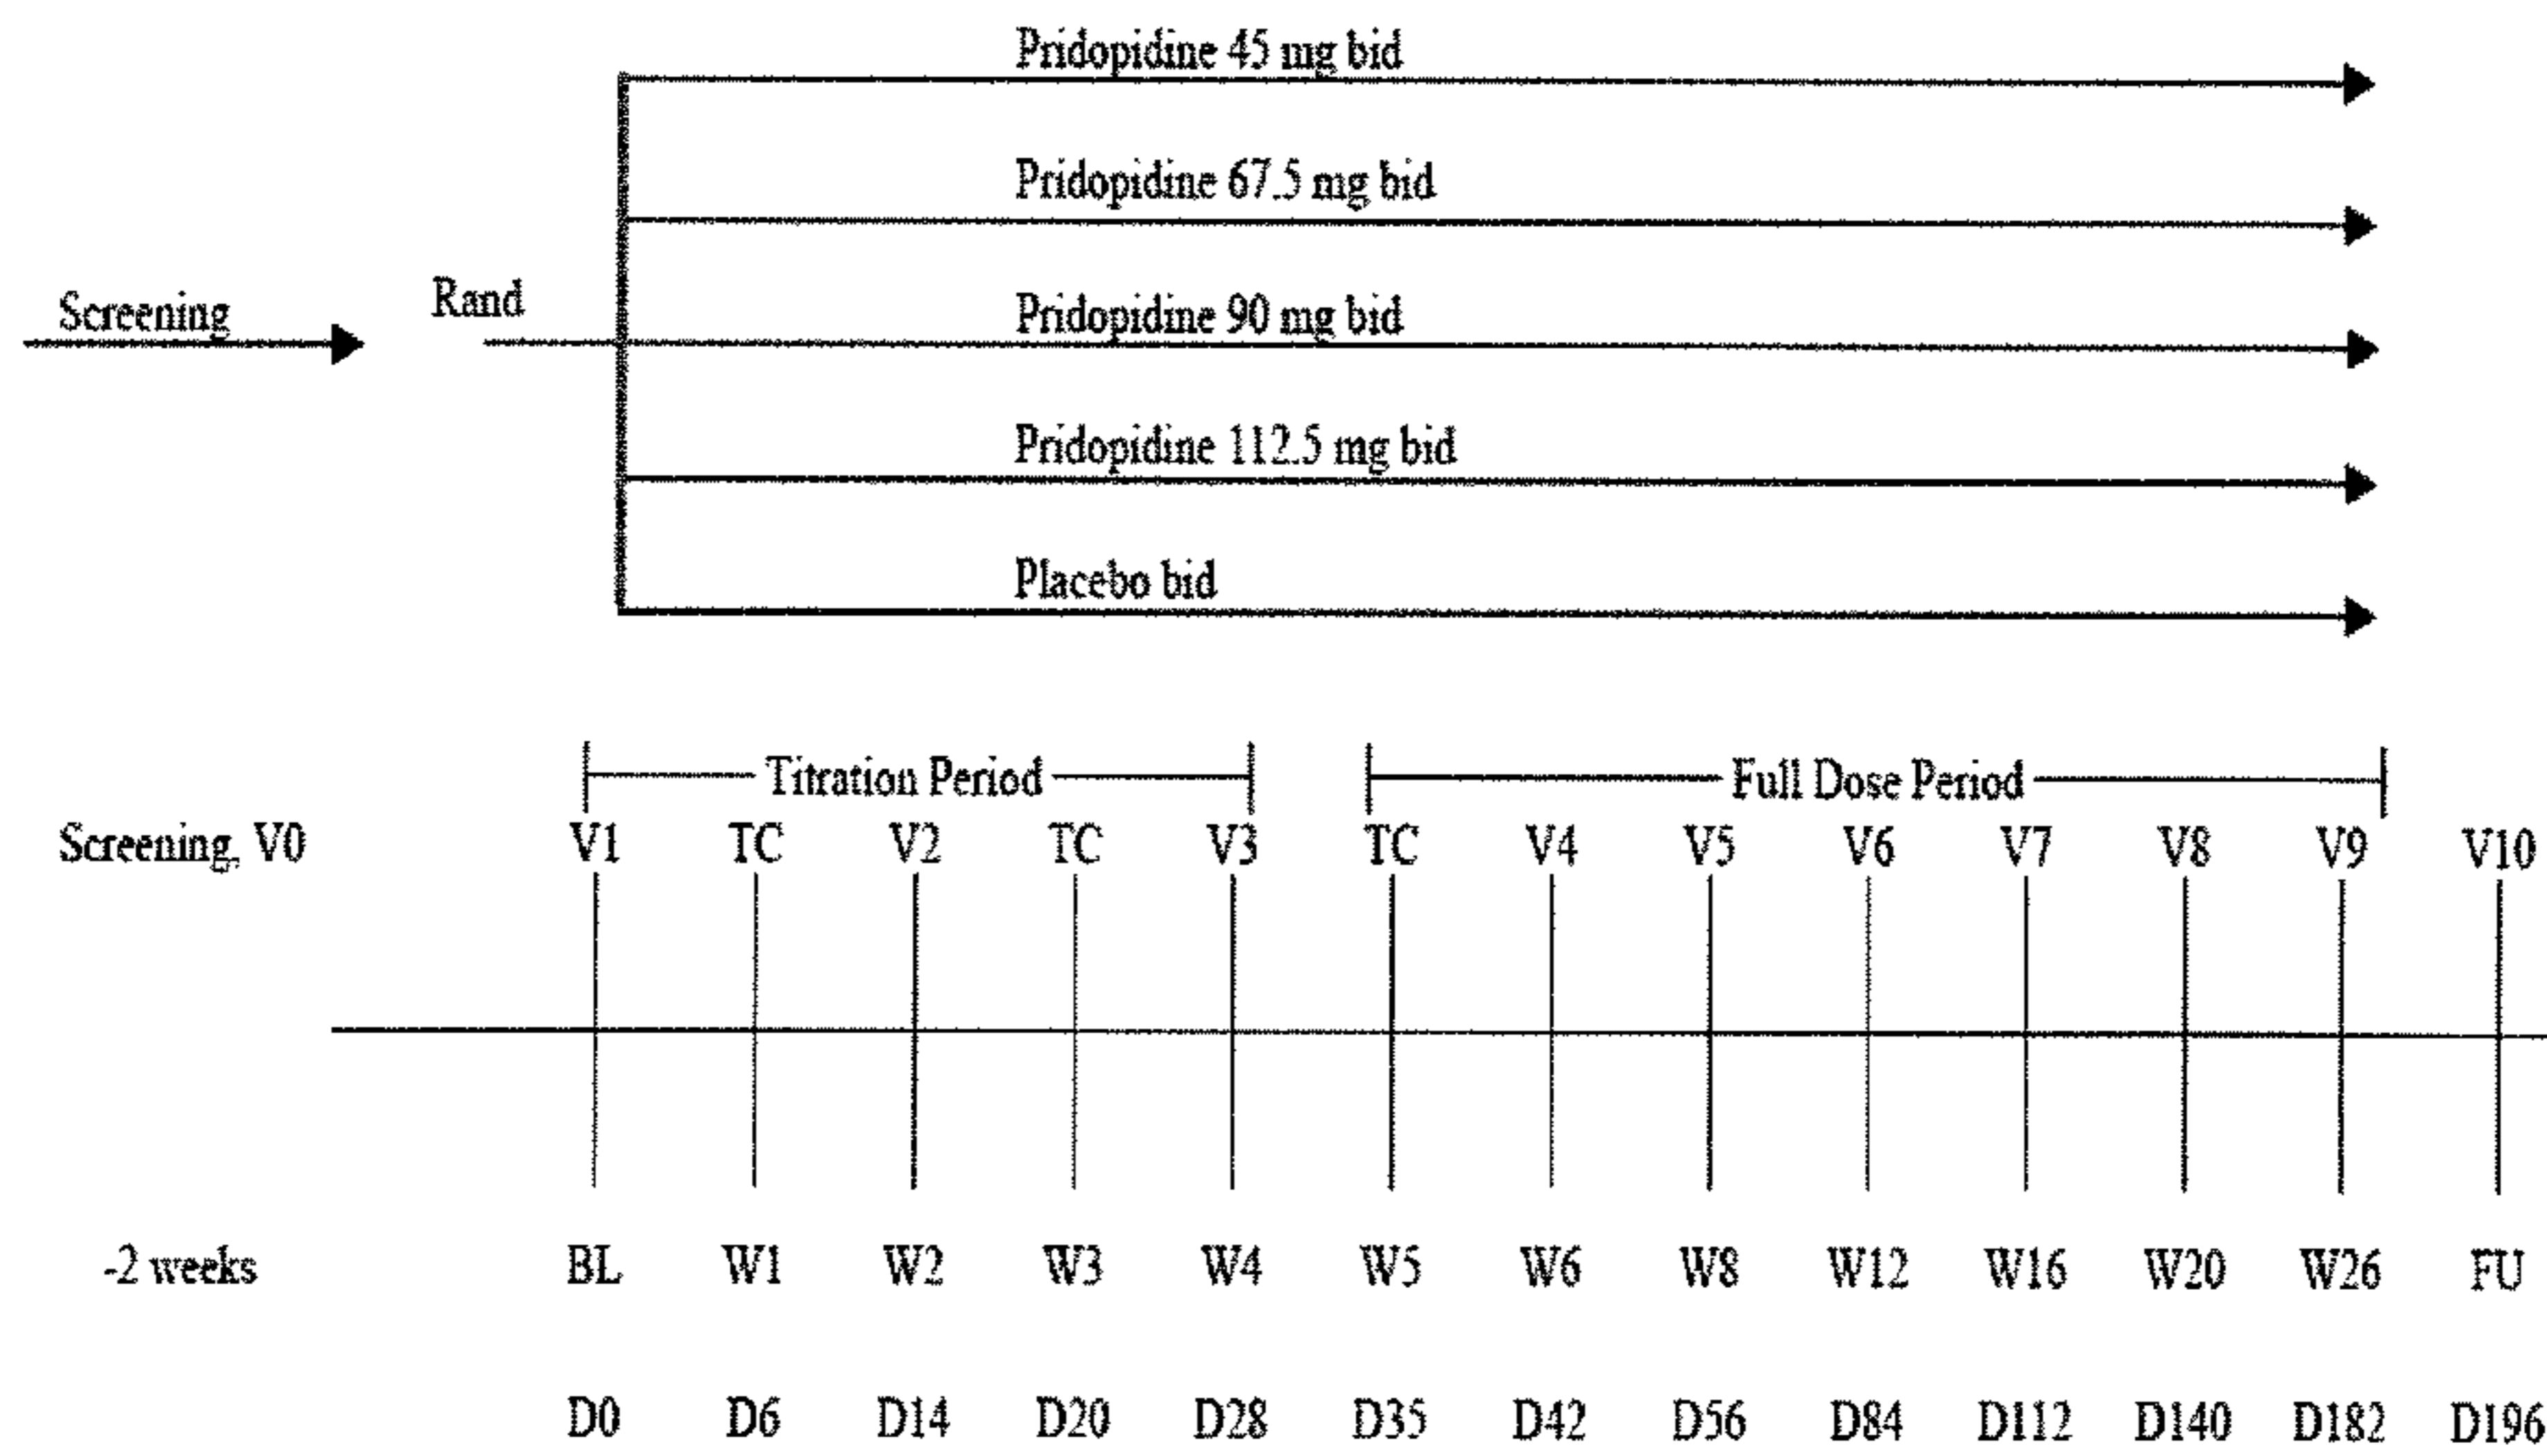 Pridopidine 45 mg bid
Pridopidine 67.5 mg bid
Screening
Rand
Pridopidine 90 mg bid
Pridopidine 112.5 mg bid
Placebo bid
Titration Period
Full Dose Period
Screening, V0 V1 TC V2 TC V3 TC V4 V5 V6 V7 V8 V9 V10
-2 weeks BL W1 W2 W3 W4 W5 W6 W8 W12 W16 W20 W26 FU
D0 D6 D14 D20 D28 D35 D42 D56 D84 D112 D140 D182 D196